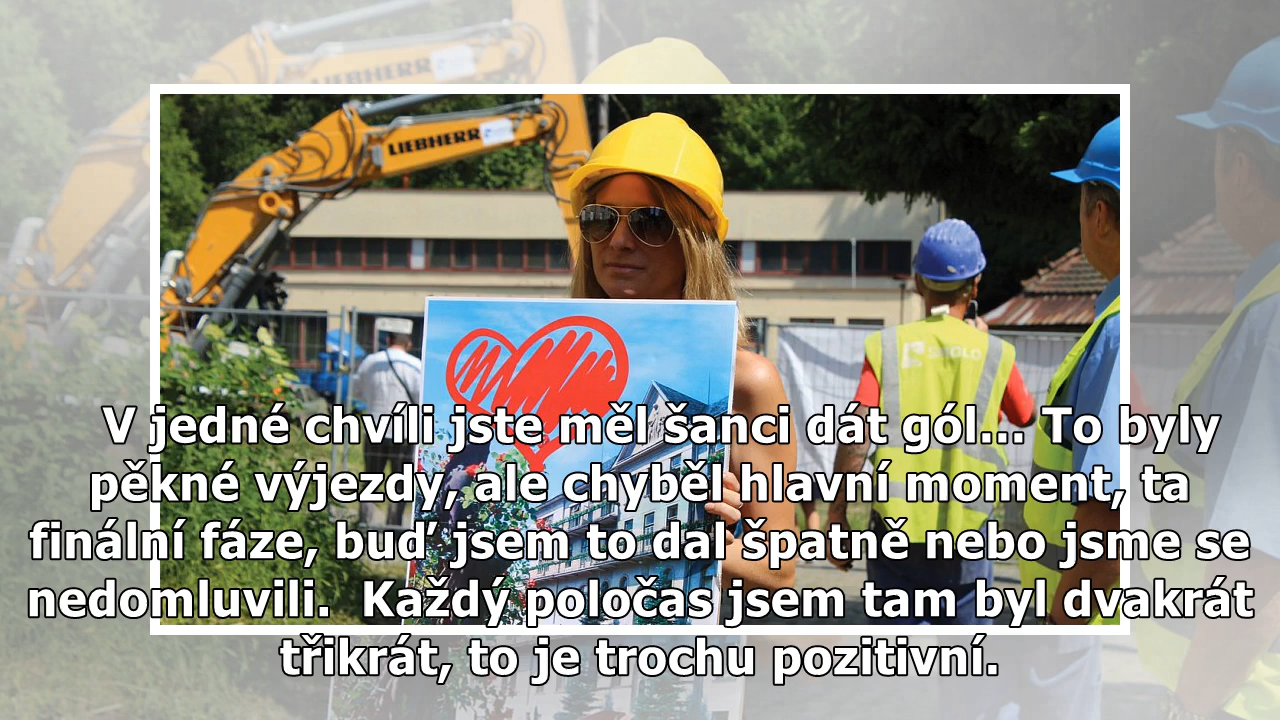 LIEBHERR
LIEBHERR
V jedné chvíli jste měl šanci dát gól... To byly
pěkné výjezdy, ale chyběl hlavní moment, ta
finální fáze, buď jsem to dal špatně nebo jsme se
nedomluvili.  Každý poločas jsem tam byl dvakrát
třikrát, to je trochu pozitivní.